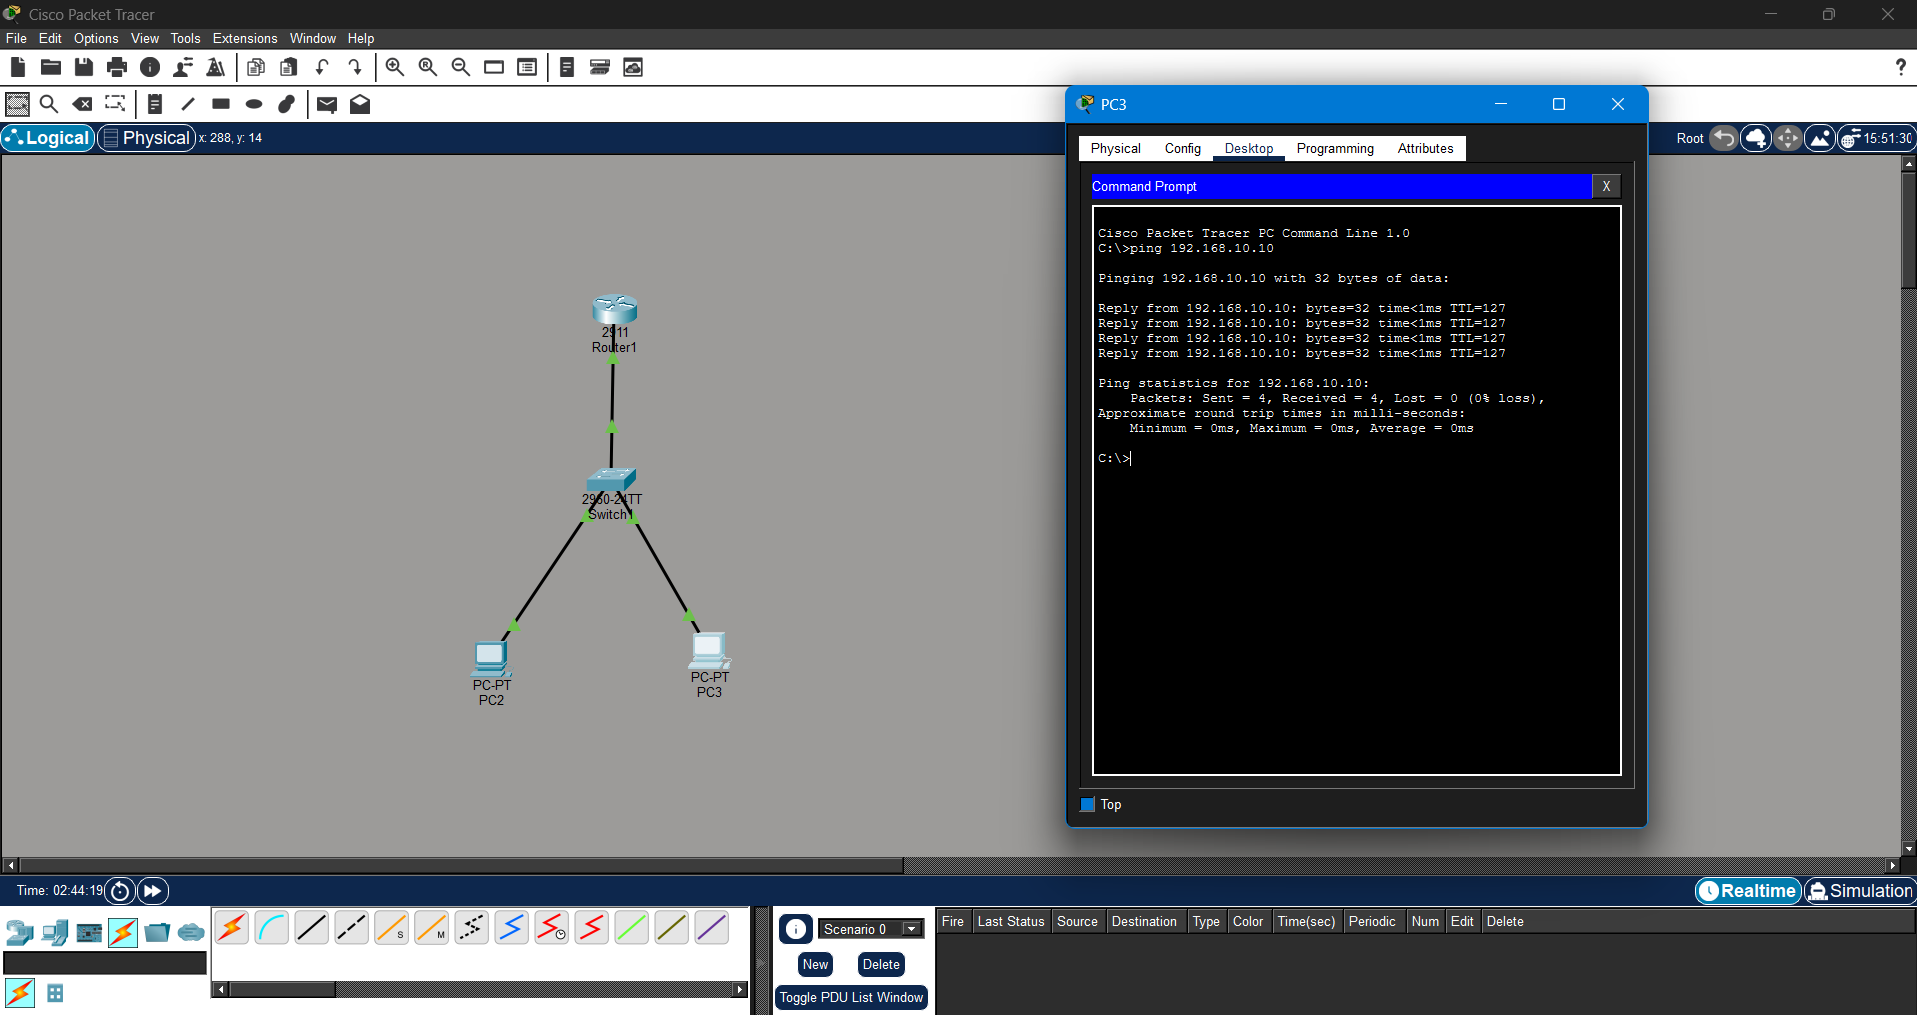 Cisco Packet Tracer
File Edit Options View Tools Extensions Window Help
?
Logical Physical x: 288, y: 14
Root 15:51:30
PC3
Physical Config Desktop Programming Attributes
Command Prompt X
Cisco Packet Tracer PC Command Line 1.0
C:\>ping 192.168.10.10
Pinging 192.168.10.10 with 32 bytes of data:
Reply from 192.168.10.10: bytes=32 time<1ms TTL=127
Reply from 192.168.10.10: bytes=32 time<1ms TTL=127
Reply from 192.168.10.10: bytes=32 time<1ms TTL=127
Reply from 192.168.10.10: bytes=32 time<1ms TTL=127
Ping statistics for 192.168.10.10:
Packets: Sent = 4, Received = 4, Lost = 0 (0% loss),
Approximate round trip times in milli-seconds:
Minimum = 0ms, Maximum = 0ms, Average = 0ms
C:\>
Top
2911
Router1
2960-24TT
Switch1
PC-PT
PC2
PC-PT
PC3
Time: 02:44:19
Realtime Simulation
S M
Scenario 0
New Delete
Toggle PDU List Window
Fire Last Status Source Destination Type Color Time(sec) Periodic Num Edit Delete